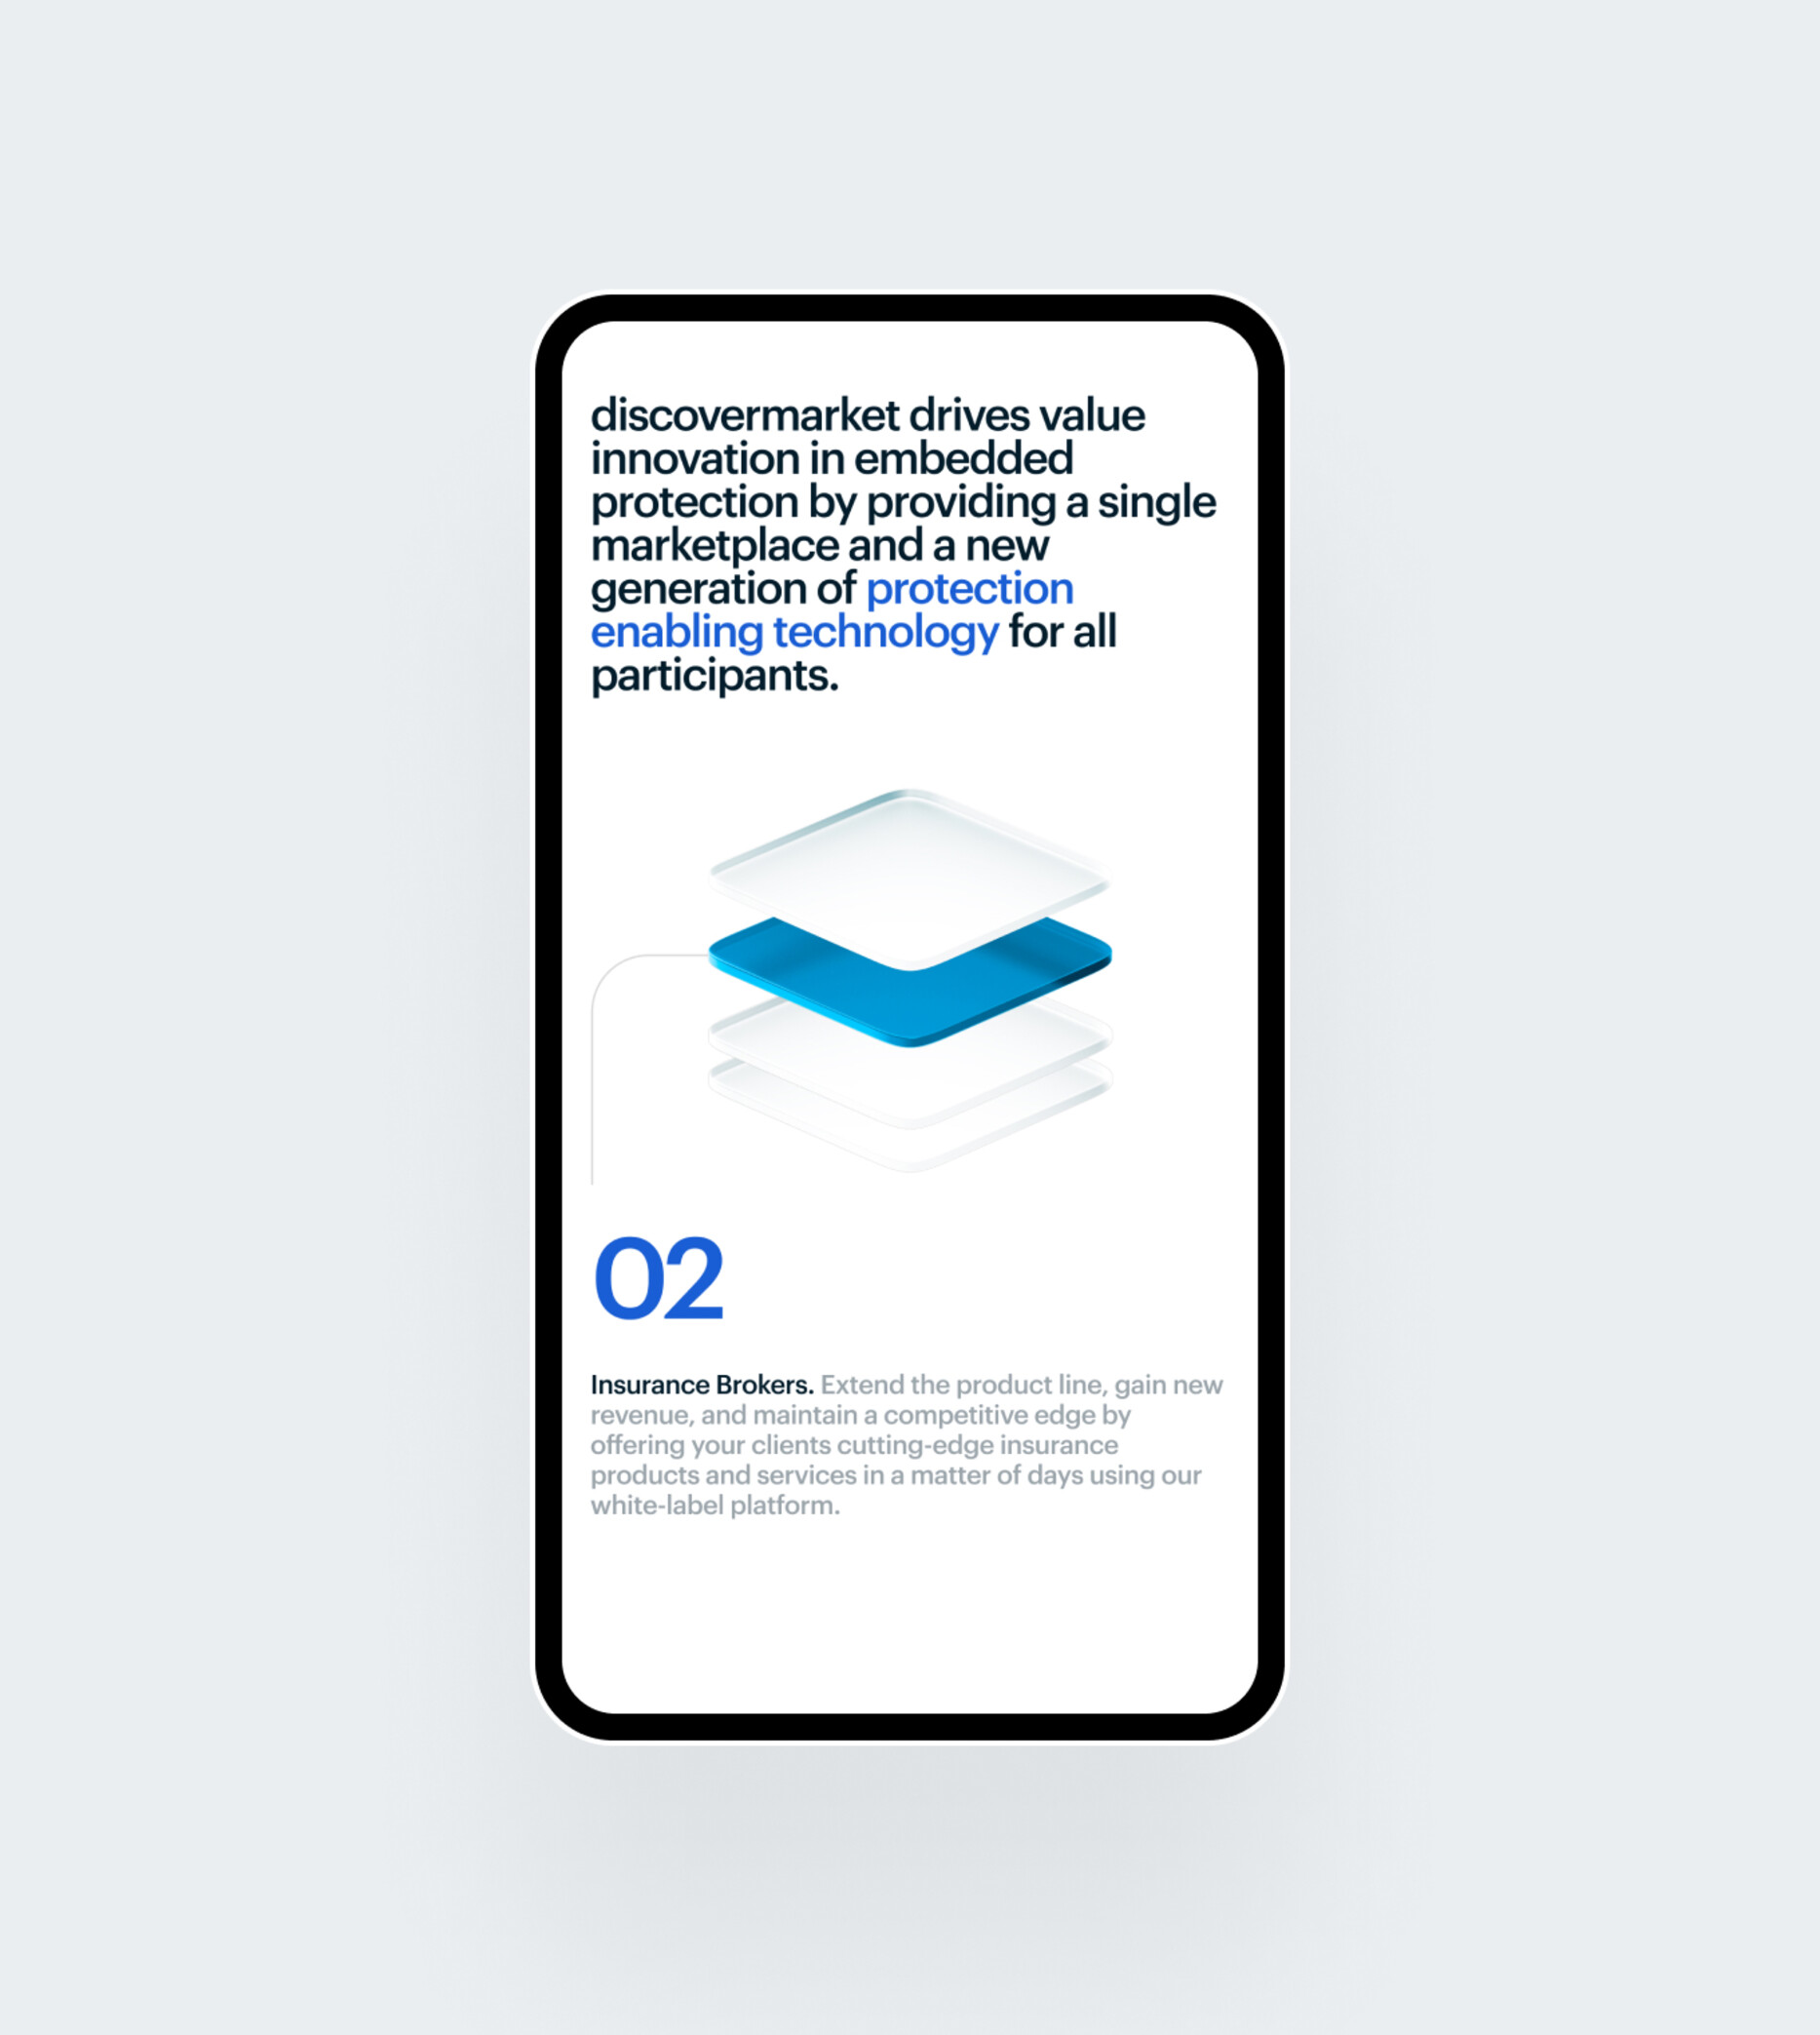 discovermarket drives value
innovation in embedded
protection by providing a single
marketplace and a new
generation of protection
enabling technology for all
participants.
02
Insurance Brokers. Extend the product line, gain new
revenue, and maintain a competitive edge by
offering your clients cutting-edge insurance
products and services in a matter of days using our
white-label platform.